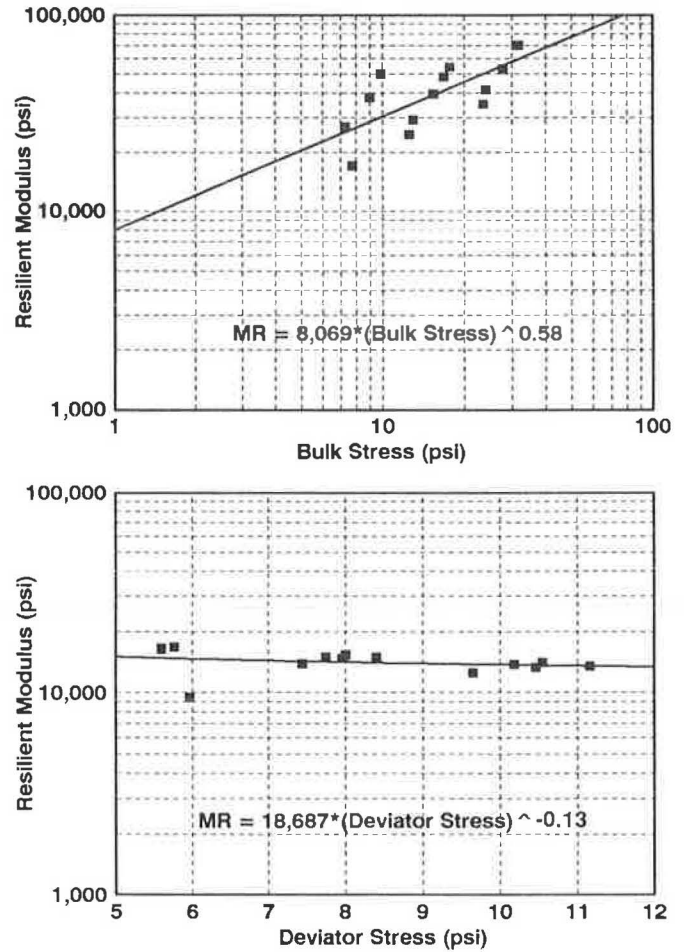 100,000
10,000
1,000
Resilient Modulus (psi)
MR = 8,069*(Bulk Stress) ^ 0.58
1 10 100
Bulk Stress (psi)
100,000
10,000
1,000
Resilient Modulus (psi)
MR = 18,687*(Deviator Stress) ^ -0.13
5 6 7 8 9 10 11 12
Deviator Stress (psi)